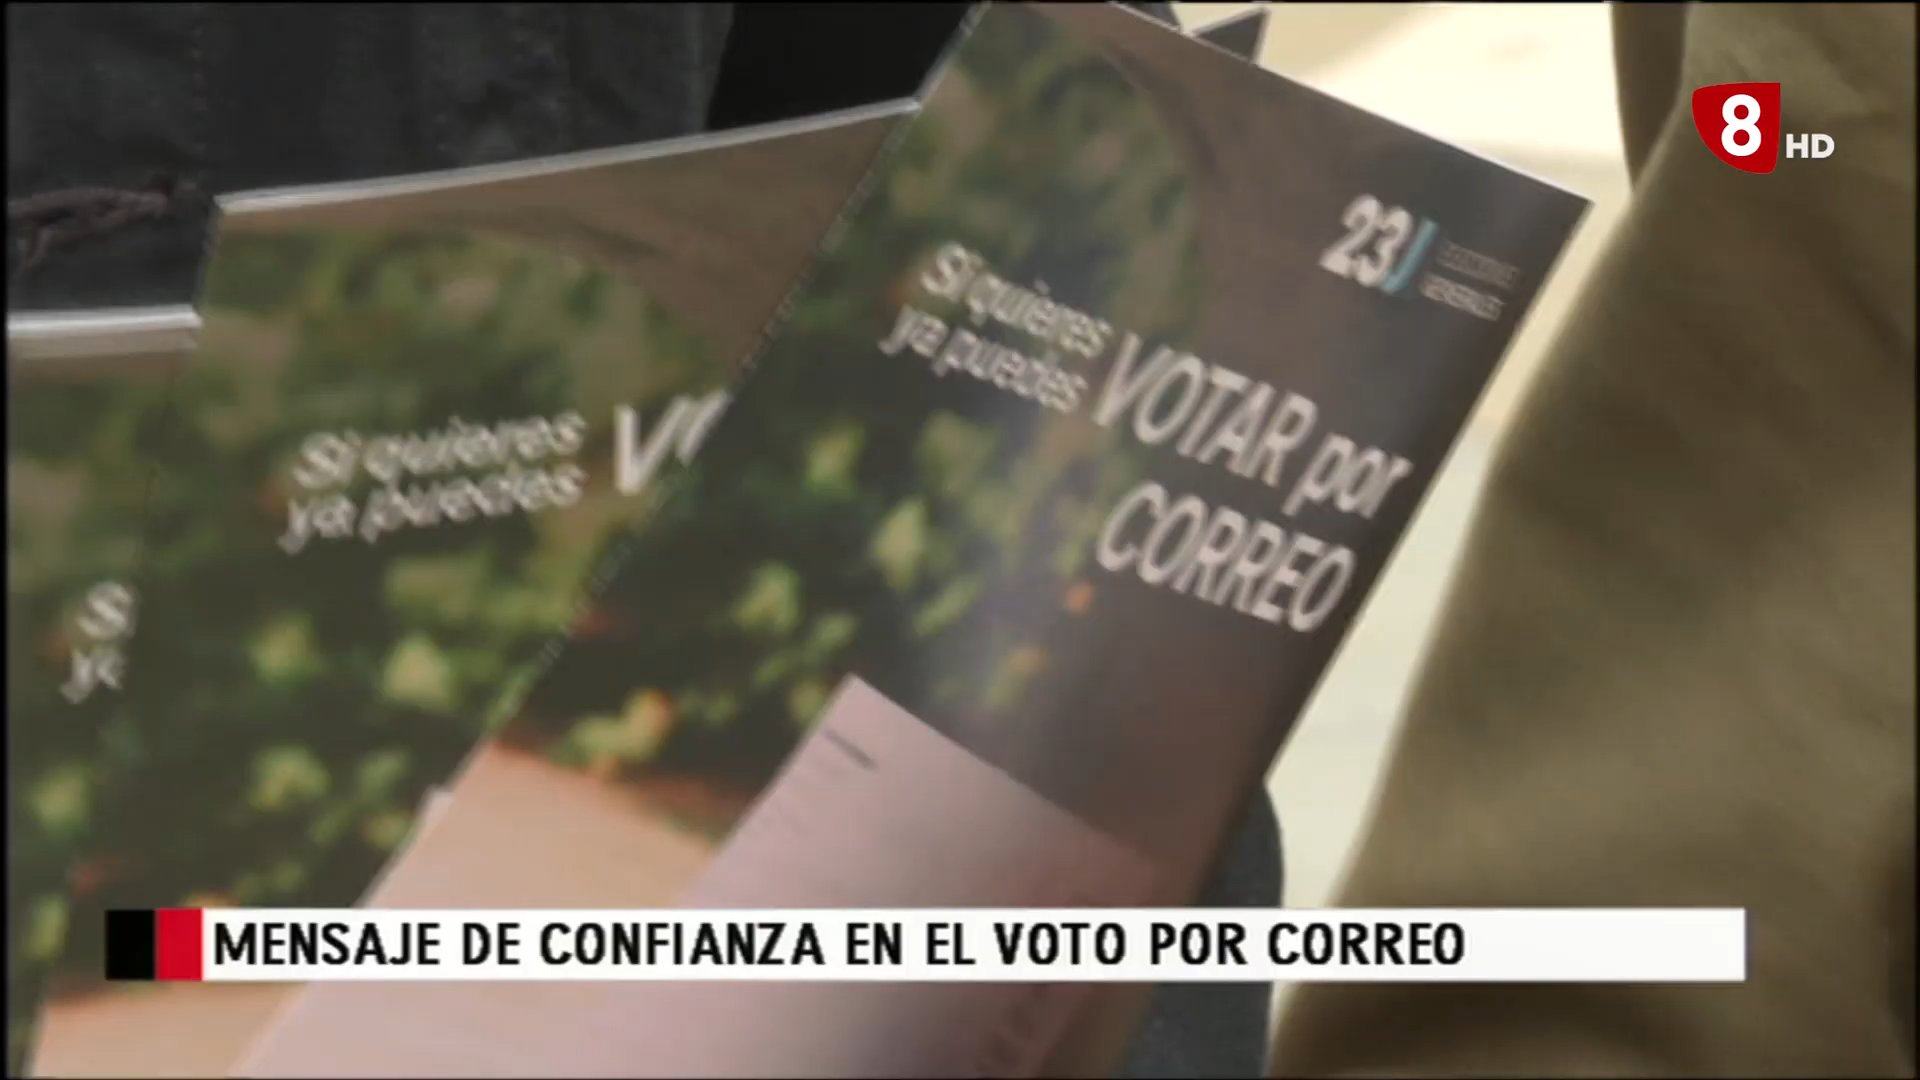 8 HD
23J
GENERALES
Si quieres
ya puedes VOTAR por
CORREO
Si quieres
ya puedes
MENSAJE DE CONFIANZA EN EL VOTO POR CORREO